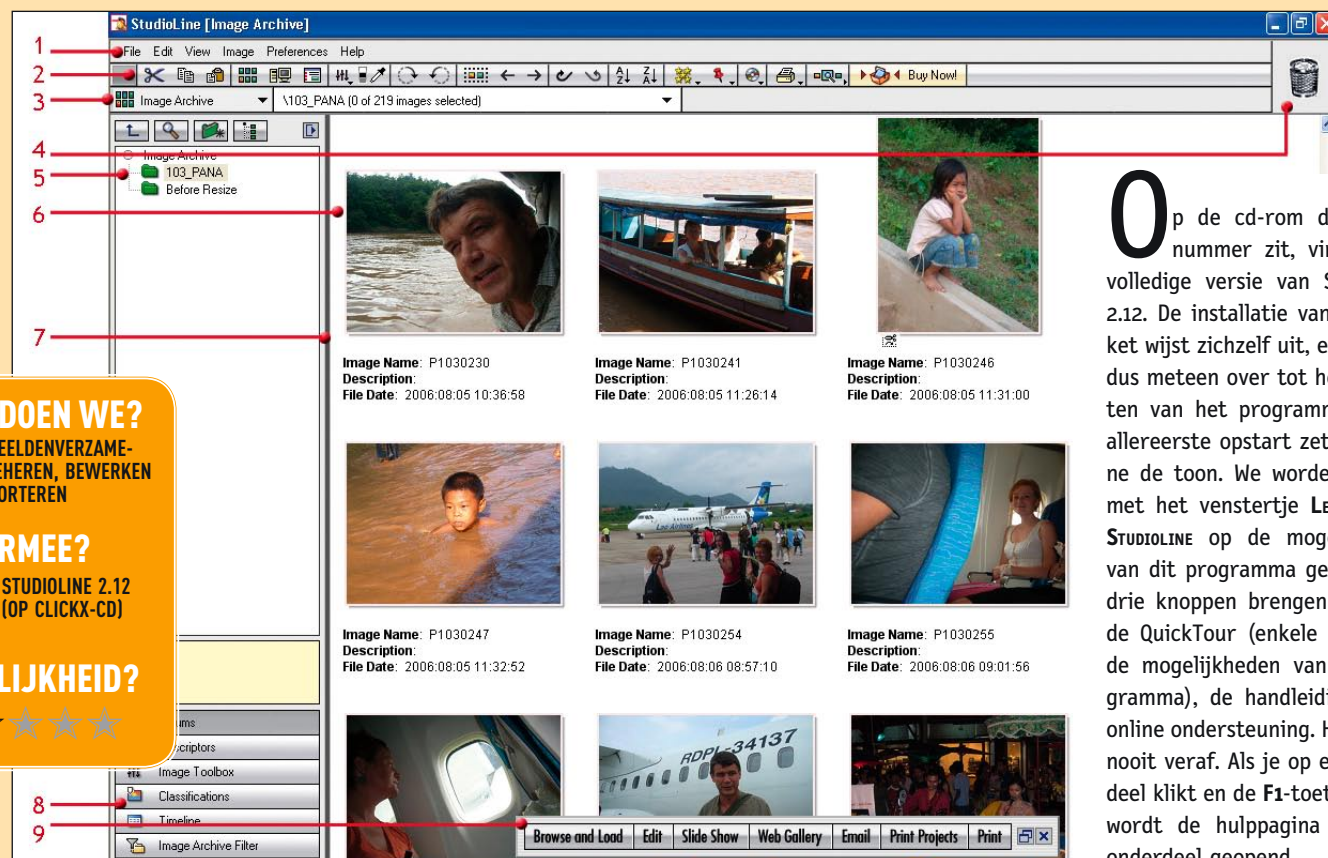 StudioLine [Image Archive]
1
File Edit View Image Preferences Help
2
Buy Now!
3
Image Archive
\103_PANA (0 of 219 images selected)
4
Image Archive
5
103_PANA
Before Resize
6
7
Image Name: P1030230
Description:
File Date: 2006:08:05 10:36:58
Image Name: P1030241
Description:
File Date: 2006:08:05 11:26:14
Image Name: P1030246
Description:
File Date: 2006:08:05 11:31:00
Lao Airlines
Image Name: P1030247
Description:
File Date: 2006:08:05 11:32:52
Image Name: P1030254
Description:
File Date: 2006:08:06 08:57:10
Image Name: P1030255
Description:
File Date: 2006:08:06 09:01:56
RDPL-34137
DOEN WE?
EELDENVERZAME-
EHEREN, BEWERKEN
ORTEREN
RMEE?
STUDIOLINE 2.12
(OP CLICKX-CD)
LIJKHEID?
ums
criptors
Image Toolbox
8
Classifications
Timeline
9
Image Archive Filter
Browse and Load Edit Slide Show Web Gallery Email Print Projects Print
Op de cd-rom d
nummer zit, vin
volledige versie van S
2.12. De installatie van
ket wijst zichzelf uit, e
dus meteen over tot he
ten van het programm
allereerste opstart zet
ne de toon. We worde
met het venstertje LE
STUDIOLINE op de moge
van dit programma ge
drie knoppen brengen
de QuickTour (enkele
de mogelijkheden van
gramma), de handleidi
online ondersteuning. H
nooit veraf. Als je op e
deel klikt en de F1-toet
wordt de hulppagina
onderdeel geopend